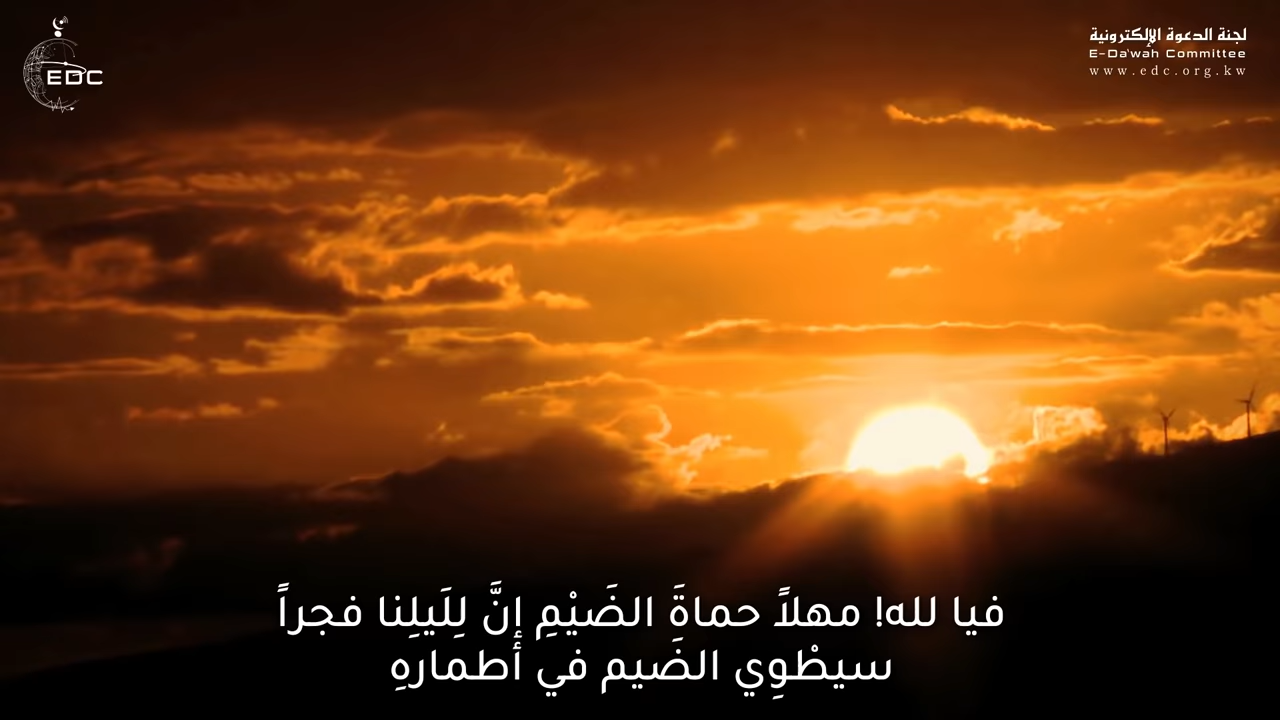 EDC
لجنة الدعوة الإلكترونية
E-Da'wah Committee
www.edc.org.kw
فيا لله! مهلاً حماةَ الضَيْمِ إنَّ لِلَيلِنا فجراً
سيطْوِي الضَيم في أطمارهِ